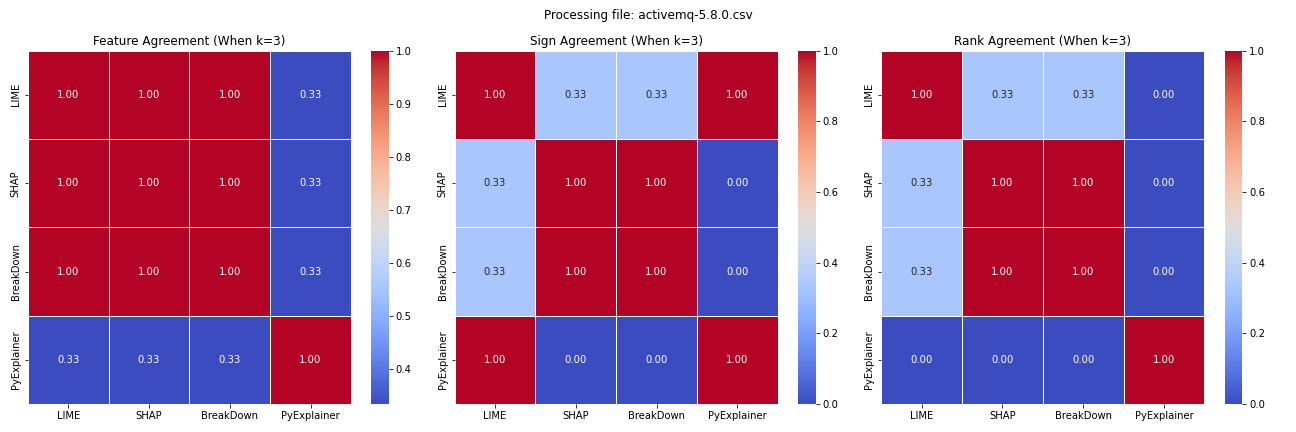 Processing file: activemq-5.8.0.csv
Feature Agreement (When k=3)
LIME
SHAP
BreakDown
PyExplainer
1.00 1.00 1.00 0.33
1.00 1.00 1.00 0.33
1.00 1.00 1.00 0.33
0.33 0.33 0.33 1.00
LIME SHAP BreakDown PyExplainer
1.0
0.9
0.8
0.7
0.6
0.5
0.4
Sign Agreement (When k=3)
LIME
SHAP
BreakDown
PyExplainer
1.00 0.33 0.33 1.00
0.33 1.00 1.00 0.00
0.33 1.00 1.00 0.00
1.00 0.00 0.00 1.00
LIME SHAP BreakDown PyExplainer
1.0
0.8
0.6
0.4
0.2
0.0
Rank Agreement (When k=3)
LIME
SHAP
BreakDown
PyExplainer
1.00 0.33 0.33 0.00
0.33 1.00 1.00 0.00
0.33 1.00 1.00 0.00
0.00 0.00 0.00 1.00
LIME SHAP BreakDown PyExplainer
1.0
0.8
0.6
0.4
0.2
0.0